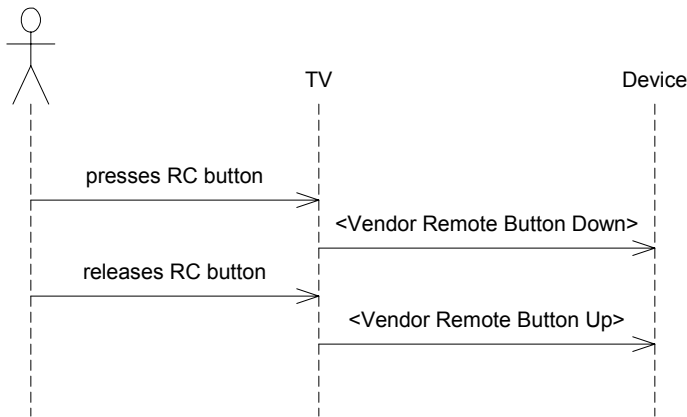 TV
Device
presses RC button
<Vendor Remote Button Down>
releases RC button
<Vendor Remote Button Up>